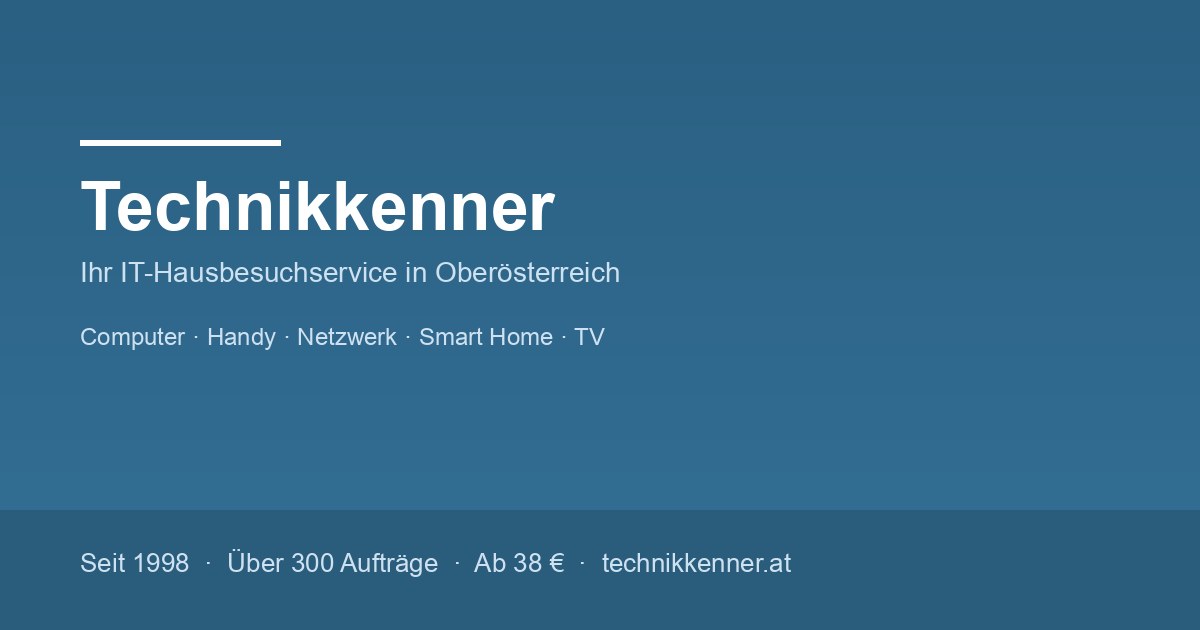 Technikkenner
Ihr IT-Hausbesuchservice in Oberösterreich
Computer · Handy · Netzwerk · Smart Home · TV
Seit 1998 · Über 300 Aufträge · Ab 38 € · technikkenner.at